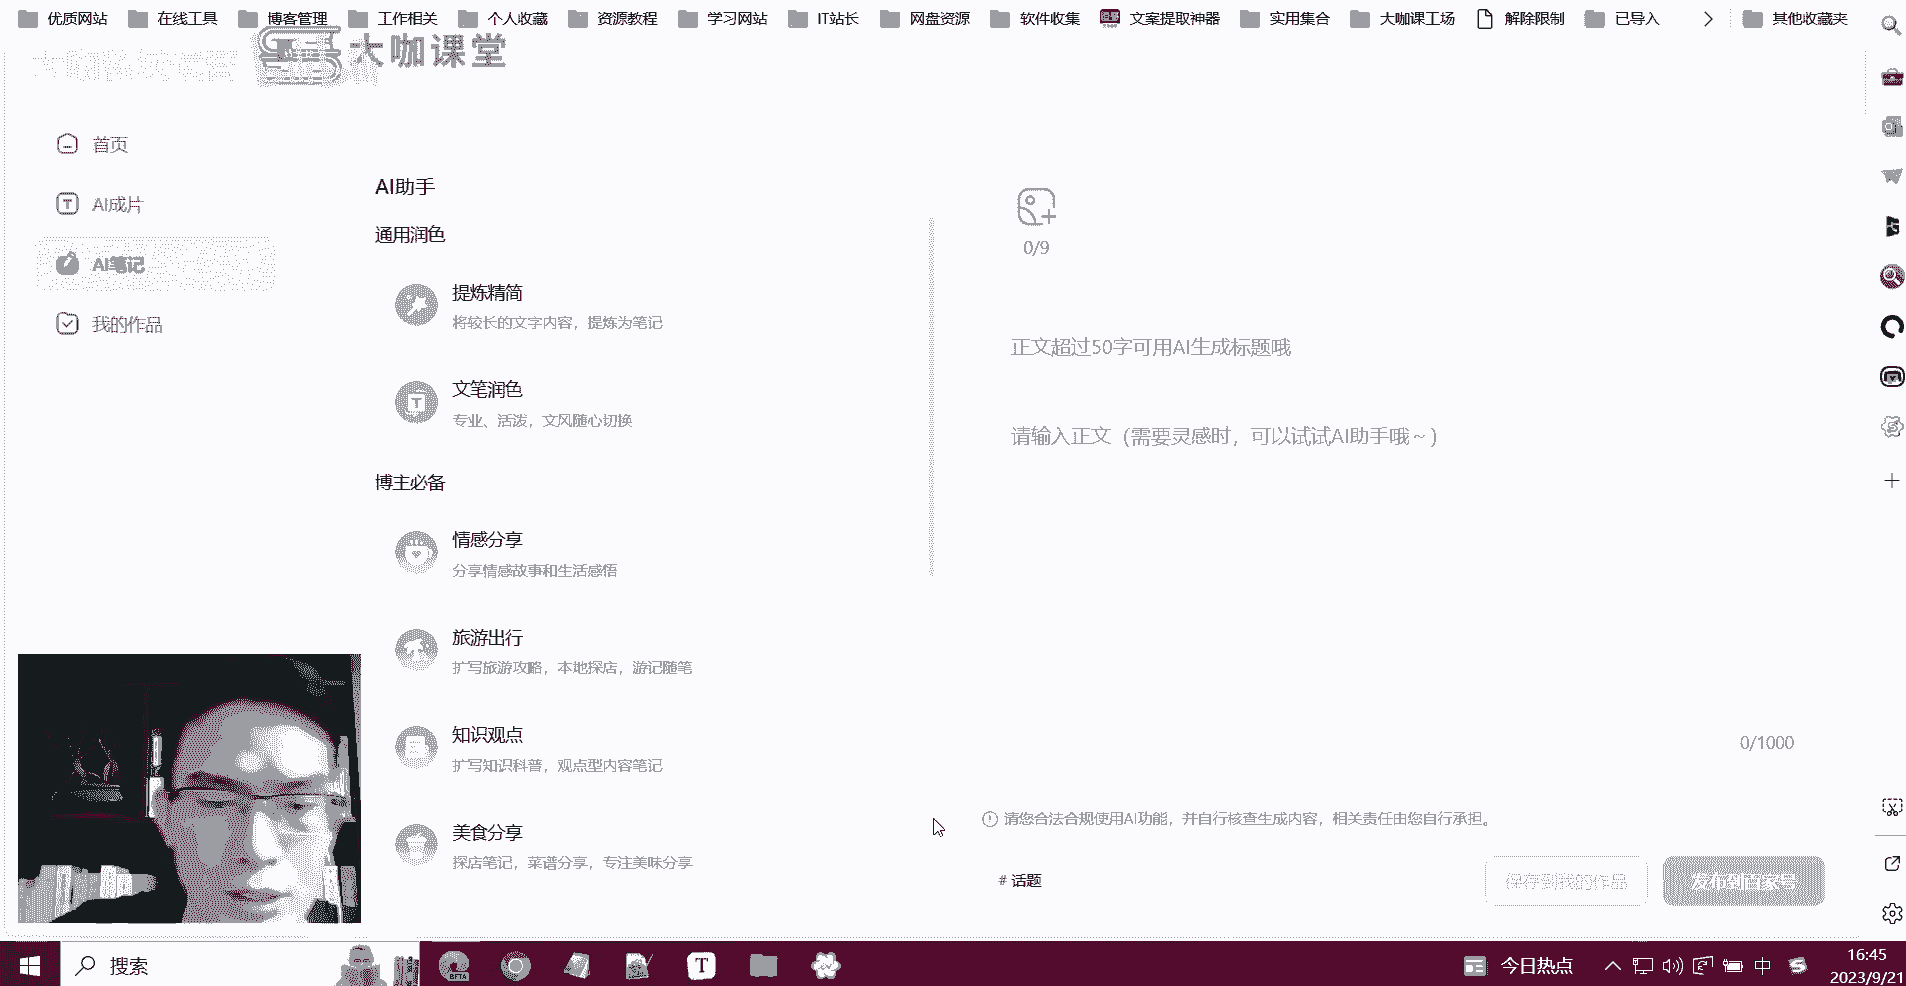 优质网站 在线工具 博客管理 工作相关 个人收藏 资源教程 学习网站 IT站长 网盘资源 软件收集 文案提取神器 实用集合 大咖课工场 解除限制 已导入 其他收藏夹
大咖课堂
首页
AI成片
AI笔记
我的作品
AI助手
通用润色
提炼精简
将较长的文字内容，提炼为笔记
文笔润色
专业、活泼，文风随心切换
博主必备
情感分享
分享情感故事和生活感悟
旅游出行
扩写旅游攻略，本地探店，游记随笔
知识观点
扩写知识科普，观点型内容笔记
美食分享
探店笔记，菜谱分享，专注美味分享
0/9
正文超过50字可用AI生成标题哦
请输入正文（需要灵感时，可以试试AI助手哦～）
0/1000
请您合法合规使用AI功能，并自行核查生成内容，相关责任由您自行承担。
# 话题
保存到我的作品
发布到百家号
搜索
BETA
T
今日热点
中
16:45
2023/9/21